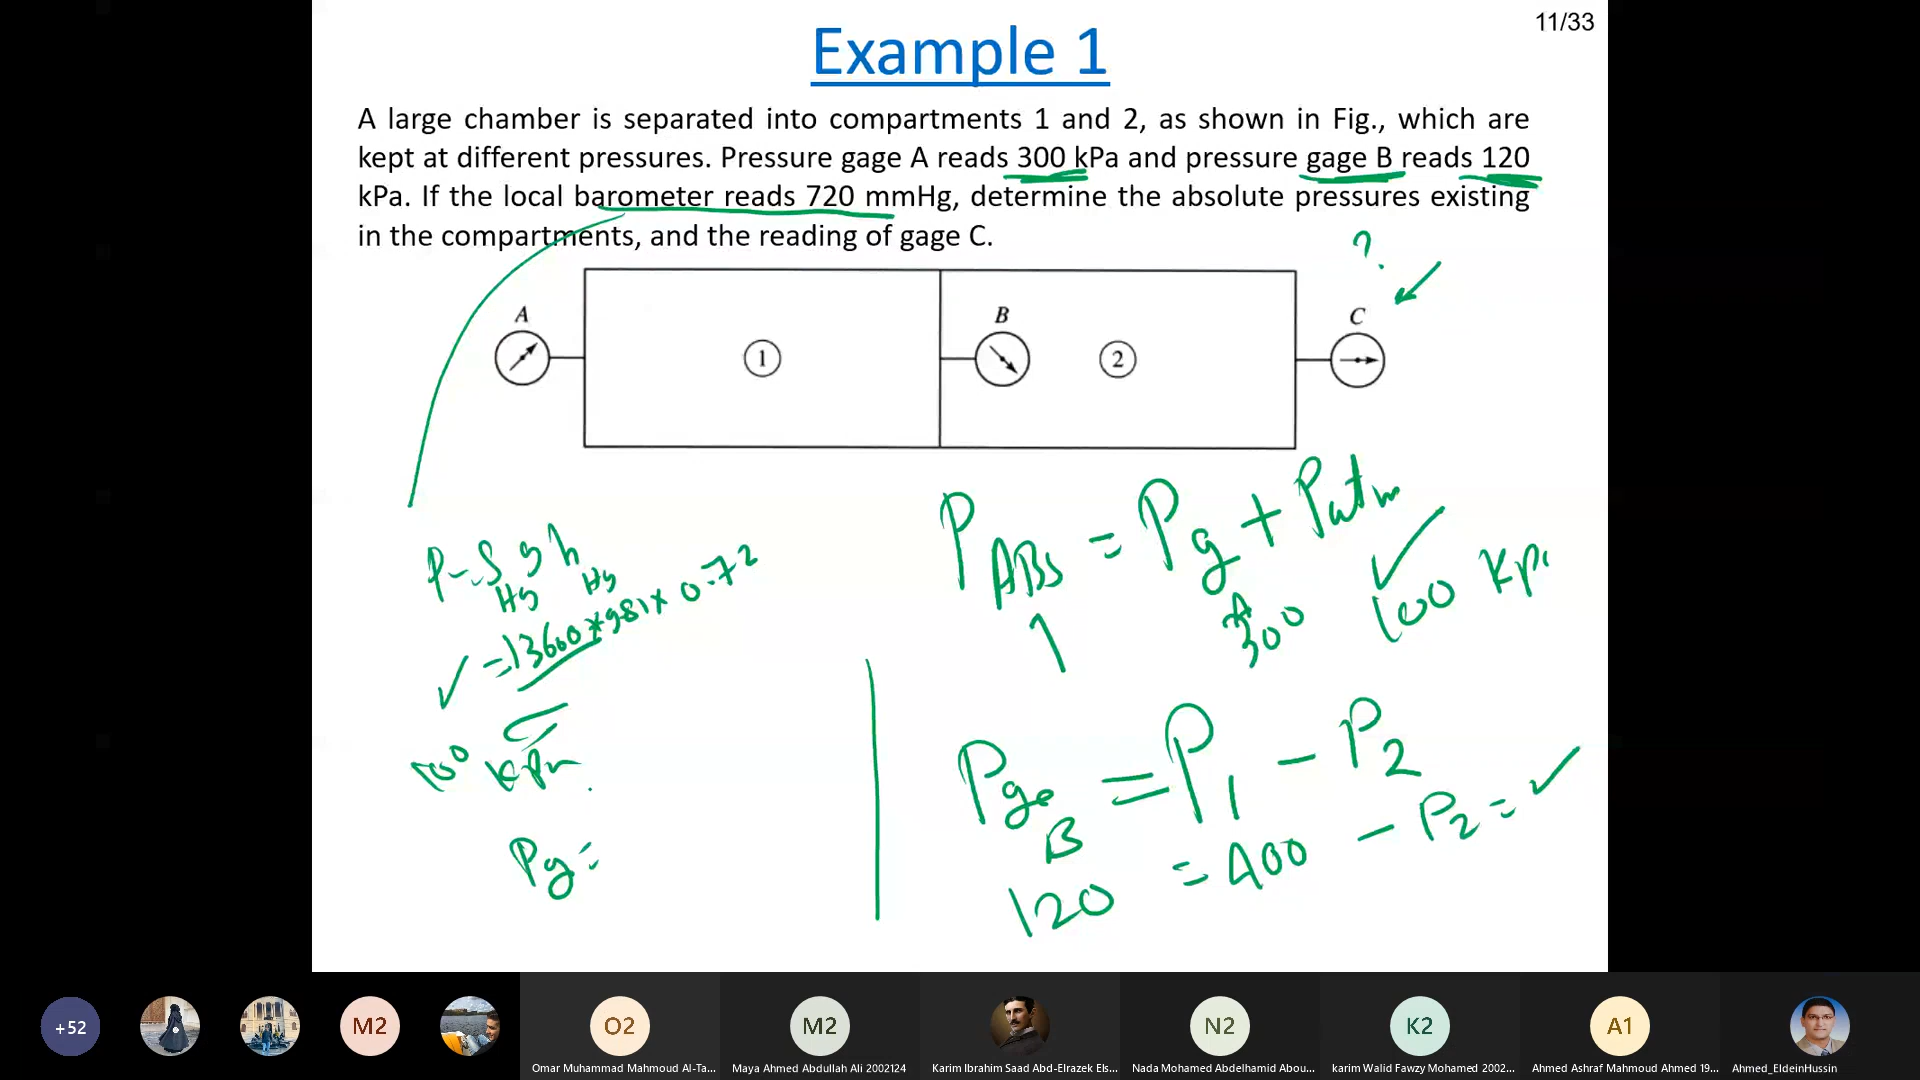 11/33
Example 1
A large chamber is separated into compartments 1 and 2, as shown in Fig., which are
kept at different pressures. Pressure gage A reads 300 kPa and pressure gage B reads 120
kPa. If the local barometer reads 720 mmHg, determine the absolute pressures existing
in the compartments, and the reading of gage C.
?
A B C
1 2
P ABS = Pg + Patm
1 A 300 100 kpa
P = ρ g h
Hg Hg
=13600*981x 0.72
100 kpa
Pg B = P1 - P2
120 = 400 - P2 =
Pg =
+52 M2 O2 M2 N2 K2 A1
Omar Muhammad Mahmoud Al-Ta... Maya Ahmed Abdullah Ali 2002124 Karim Ibrahim Saad Abd-Elrazek Els... Nada Mohamed Abdelhamid Abou... karim Walid Fawzy Mohamed 2002... Ahmed Ashraf Mahmoud Ahmed 19... Ahmed_EldeinHussin